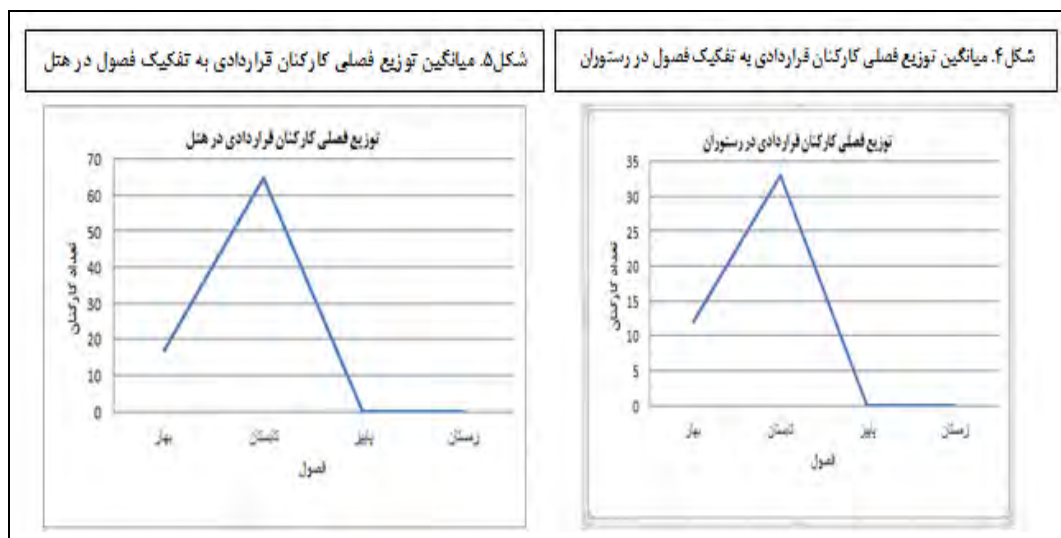 شکل۴. میانگین توزیع فصلی کارکنان قراردادی به تفکیک فصول در رستوران
توزیع فصلی کارکنان قراردادی در رستوران
تعداد کارکنان
35
30
25
20
15
10
5
0
بهار تابستان پاییز زمستان
فصول
شکل۵. میانگین توزیع فصلی کارکنان قراردادی به تفکیک فصول در هتل
توزیع فصلی کارکنان قراردادی در هتل
تعداد کارکنان
70
60
50
40
30
20
10
0
بهار تابستان پاییز زمستان
فصول